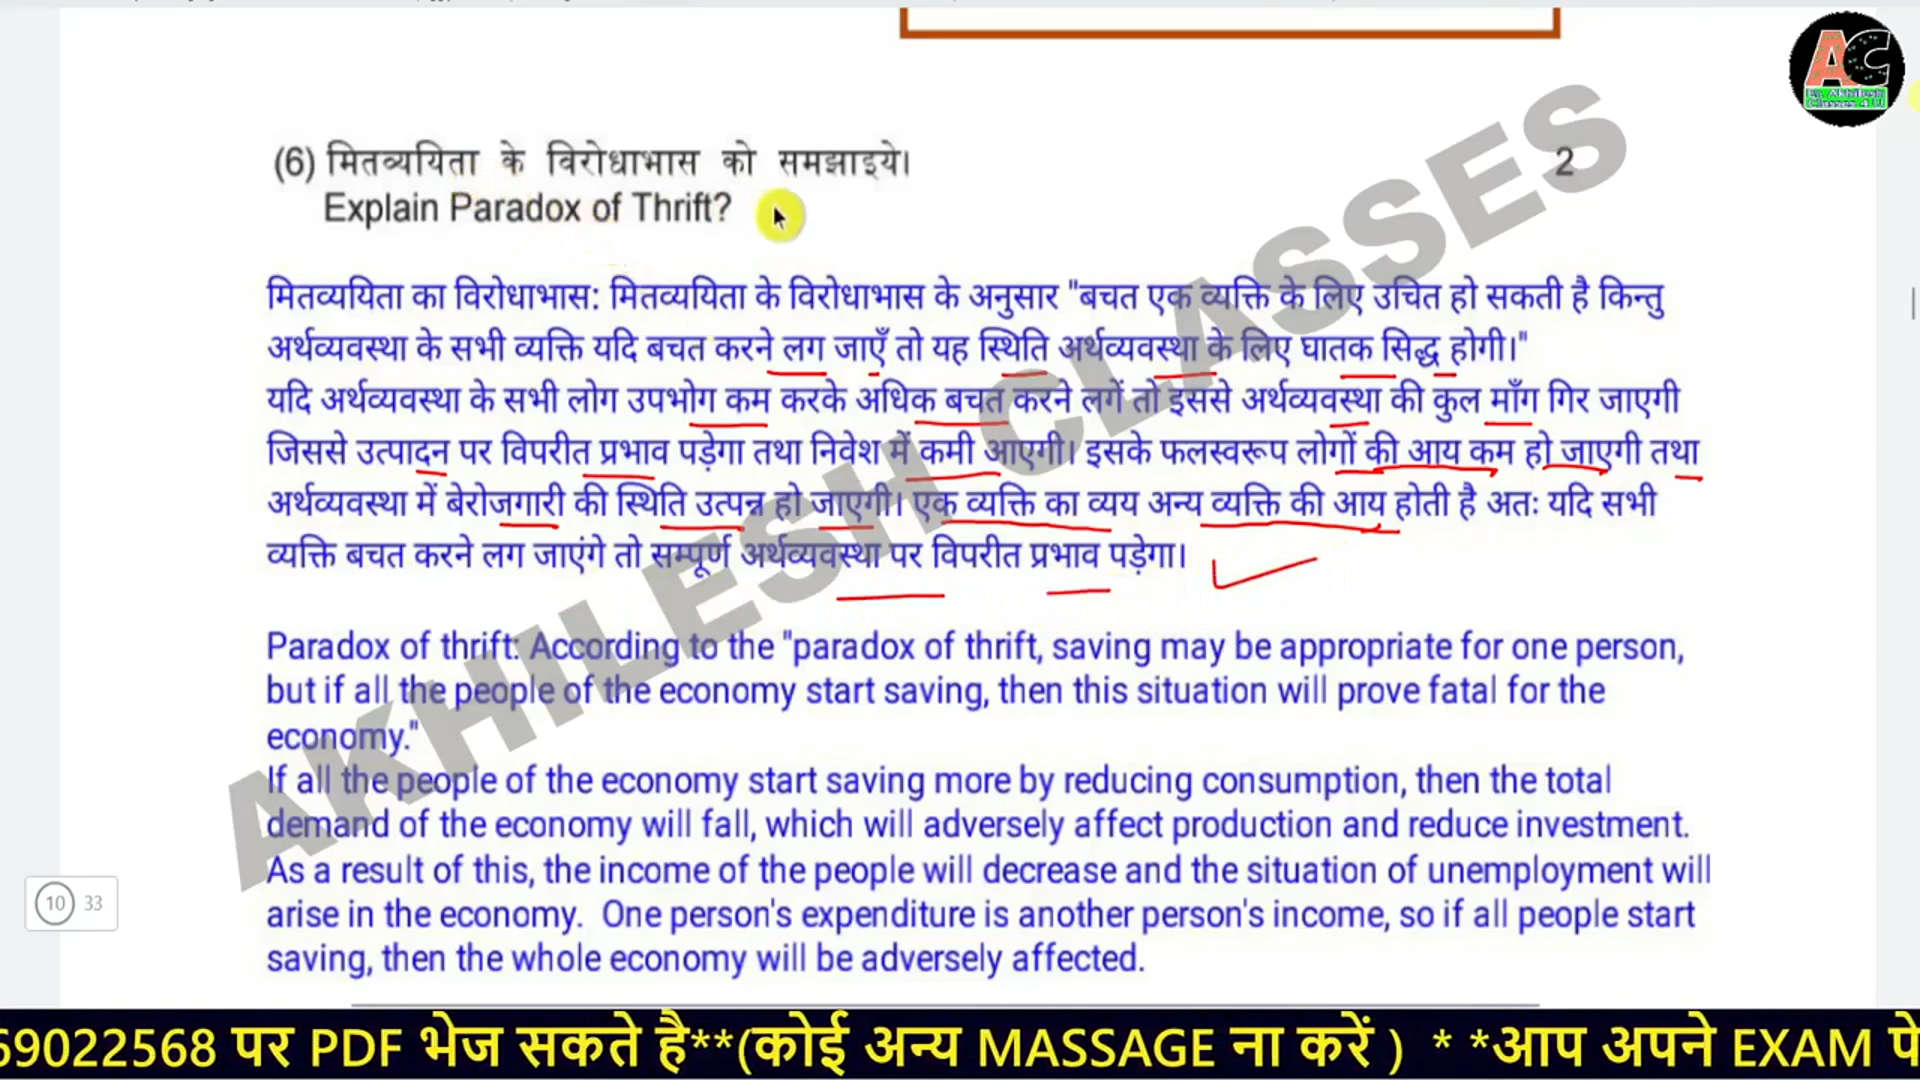 AC
Er. Akhilesh
Classes 4 U
(6) मितव्ययिता के विरोधाभास को समझाइये। 2
Explain Paradox of Thrift?
मितव्ययिता का विरोधाभास: मितव्ययिता के विरोधाभास के अनुसार "बचत एक व्यक्ति के लिए उचित हो सकती है किन्तु
अर्थव्यवस्था के सभी व्यक्ति यदि बचत करने लग जाएँ तो यह स्थिति अर्थव्यवस्था के लिए घातक सिद्ध होगी।"
यदि अर्थव्यवस्था के सभी लोग उपभोग कम करके अधिक बचत करने लगें तो इससे अर्थव्यवस्था की कुल माँग गिर जाएगी
जिससे उत्पादन पर विपरीत प्रभाव पड़ेगा तथा निवेश में कमी आएगी। इसके फलस्वरूप लोगों की आय कम हो जाएगी तथा
अर्थव्यवस्था में बेरोजगारी की स्थिति उत्पन्न हो जाएगी। एक व्यक्ति का व्यय अन्य व्यक्ति की आय होती है अतः यदि सभी
व्यक्ति बचत करने लग जाएंगे तो सम्पूर्ण अर्थव्यवस्था पर विपरीत प्रभाव पड़ेगा।
AKHILESH CLASSES
Paradox of thrift: According to the "paradox of thrift, saving may be appropriate for one person,
but if all the people of the economy start saving, then this situation will prove fatal for the
economy."
If all the people of the economy start saving more by reducing consumption, then the total
demand of the economy will fall, which will adversely affect production and reduce investment.
As a result of this, the income of the people will decrease and the situation of unemployment will
arise in the economy. One person's expenditure is another person's income, so if all people start
saving, then the whole economy will be adversely affected.
10 33
69022568 पर PDF भेज सकते है**(कोई अन्य MASSAGE ना करें ) * *आप अपने EXAM पे